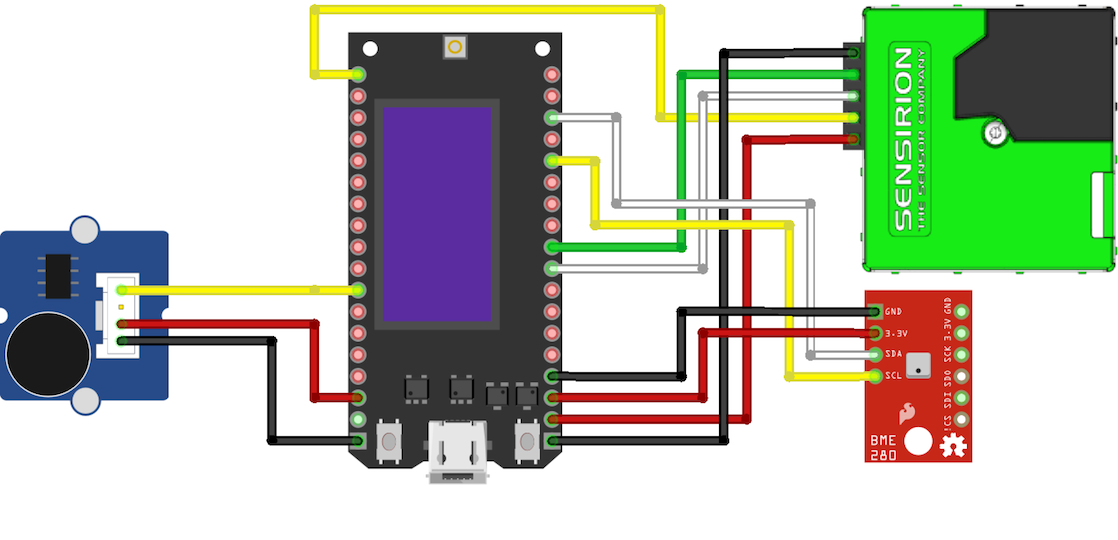 SENSIRION
THE SENSOR COMPANY
GND
3.3V
SDA
SCL
GND
3.3V
SCK
SDO
SDI
!CS
BME
280